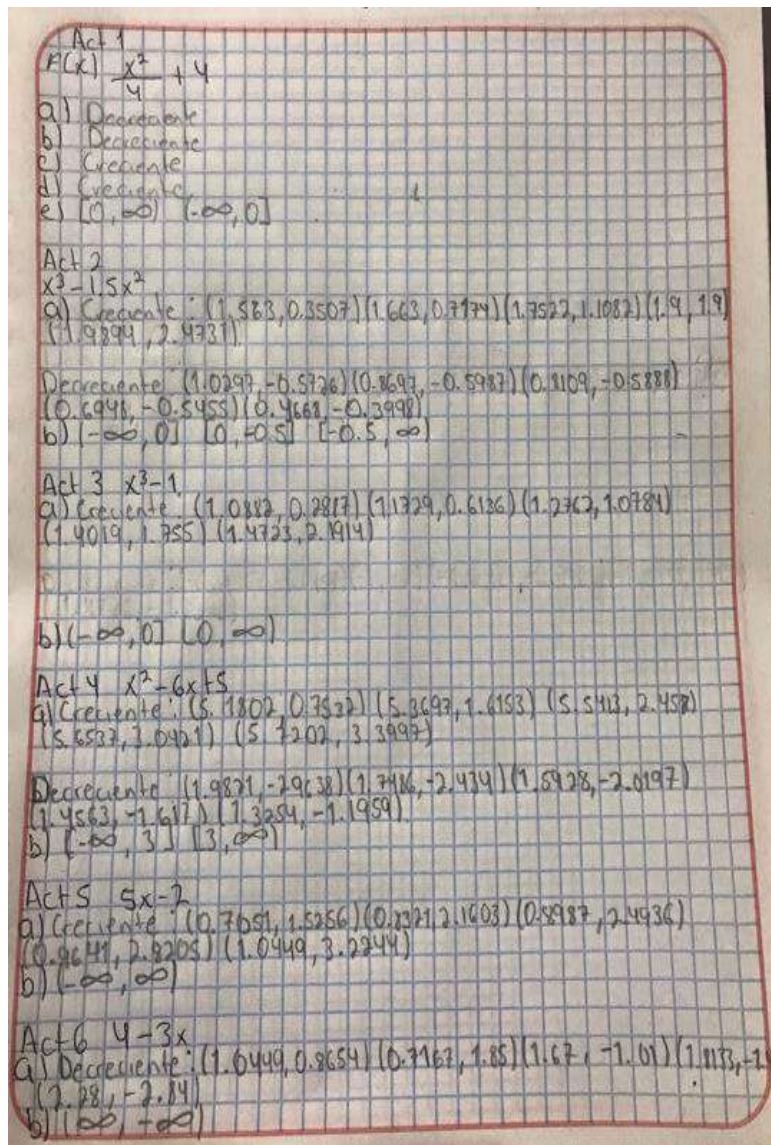 Act 1
F(x) x²/4 + 4
a) Decreciente
b) Decreciente
c) Creciente
d) Creciente
e) [0, ∞) (-∞, 0]
Act 2
x³-1.5x²
a) Creciente: (1.563, 0.3507)(1.663, 0.7174)(1.7522, 1.1082)(1.9, 1.9)
(1.9894, 2.4731)
Decreciente: (1.0297, -0.5726)(0.8697, -0.5987)(0.8109, -0.5888)
(0.6948, -0.5455)(0.4668, -0.3998)
b) (-∞, 0] [0, -0.5] [-0.5, ∞)
Act 3 x³-1
a) Creciente: (1.0882, 0.2817)(1.1729, 0.6136)(1.2762, 1.0784)
(1.4019, 1.755)(1.4723, 2.1914)
b) (-∞, 0] [0, ∞)
Act 4 x²-6x+5
a) Creciente: (5.1802, 0.7532)(5.3697, 1.6153)(5.5413, 2.458)
(5.6537, 3.0421)(5.7202, 3.3997)
Decreciente: (1.9821, -2.9638)(1.7486, -2.434)(1.5928, -2.0197)
(1.4563, -1.617)(1.3254, -1.1959)
b) (-∞, 3] [3, ∞)
Act 5 5x-2
a) Creciente: (0.7051, 1.5256)(0.8321, 2.1603)(0.8987, 2.4936)
(0.9641, 2.8205)(1.0449, 3.2244)
b) (-∞, ∞)
Act 6 4-3x
a) Decreciente: (1.0449, 0.8654)(0.7167, 1.85)(1.67, -1.01)(1.8133,
(2.28, -2.84)
b) (∞, -∞)